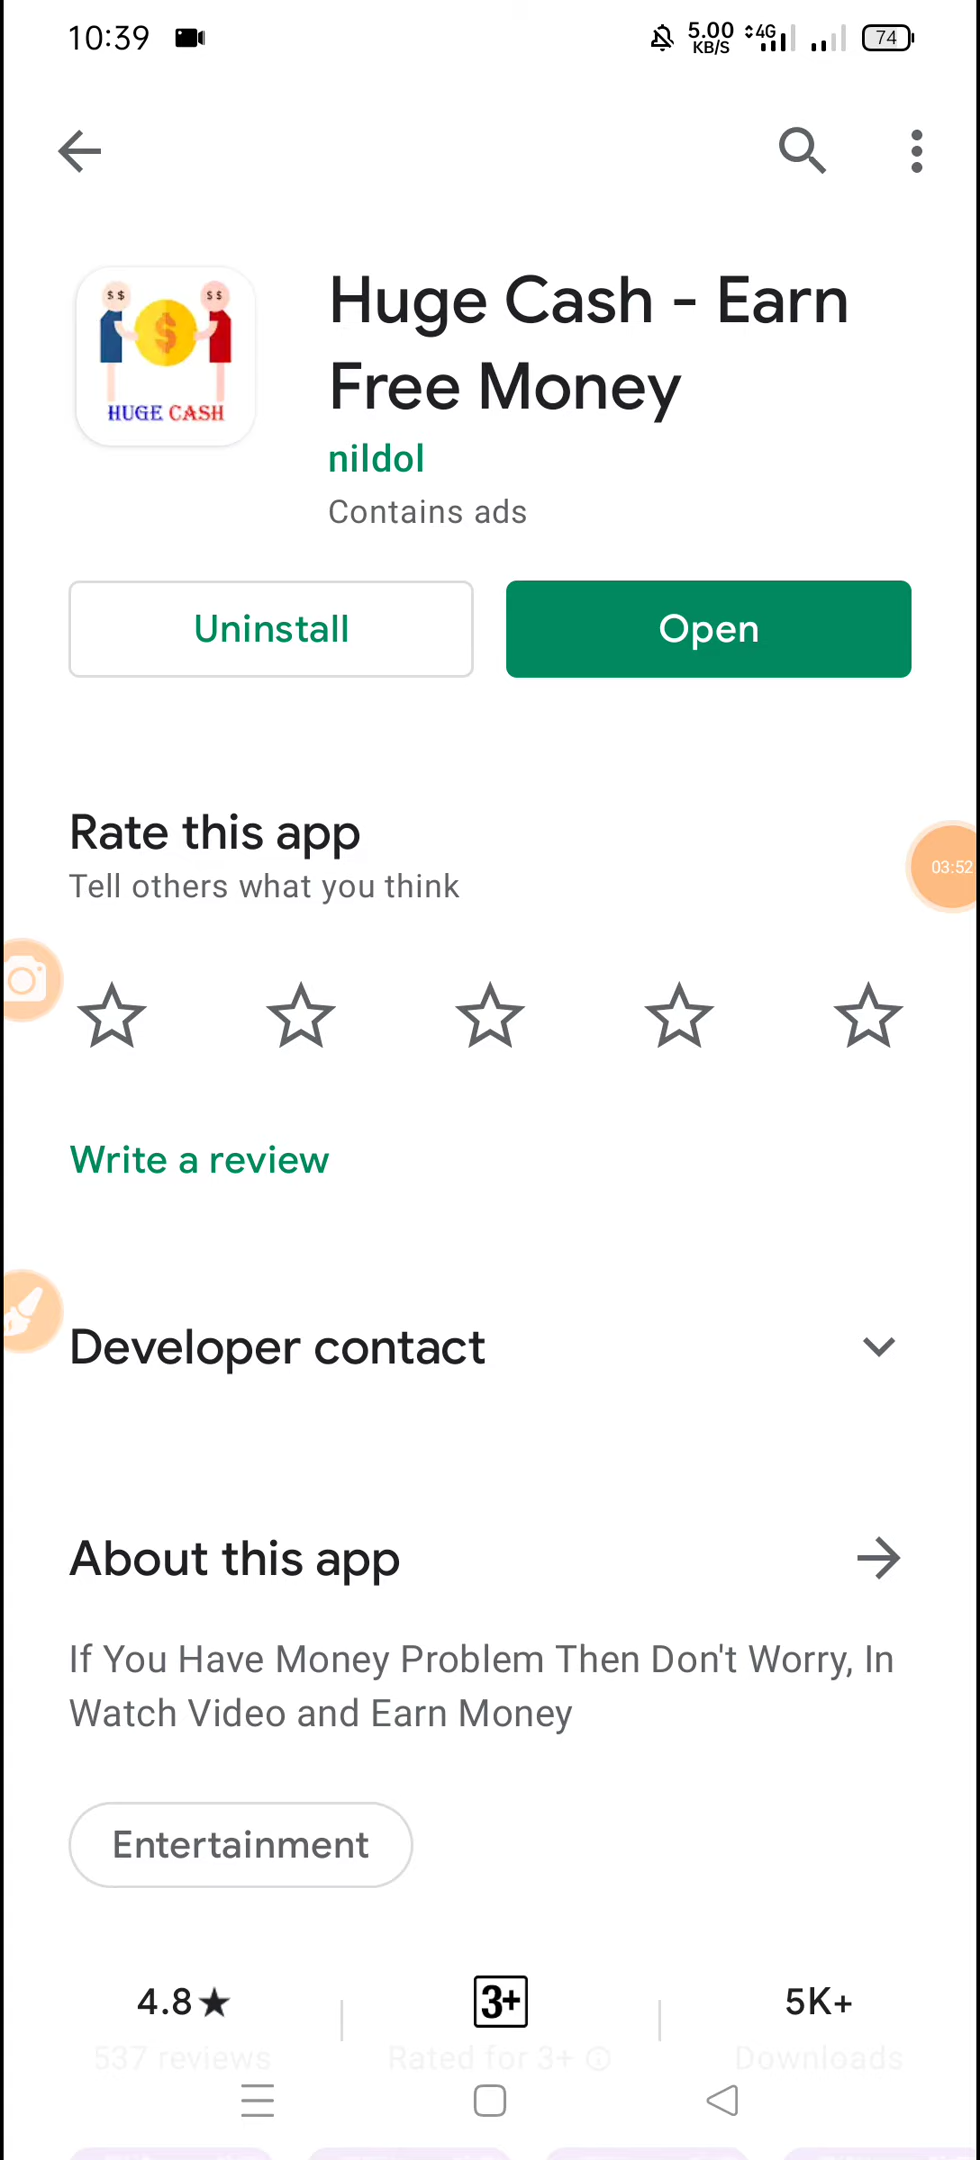 10:39
5.00
KB/S
4G
74
$ $
$ $
$
HUGE CASH
Huge Cash - Earn
Free Money
nildol
Contains ads
Uninstall
Open
Rate this app
Tell others what you think
03:52
Write a review
Developer contact
About this app
If You Have Money Problem Then Don't Worry, In
Watch Video and Earn Money
Entertainment
4.8★
3+
5K+
537 reviews
Rated for 3+
Downloads